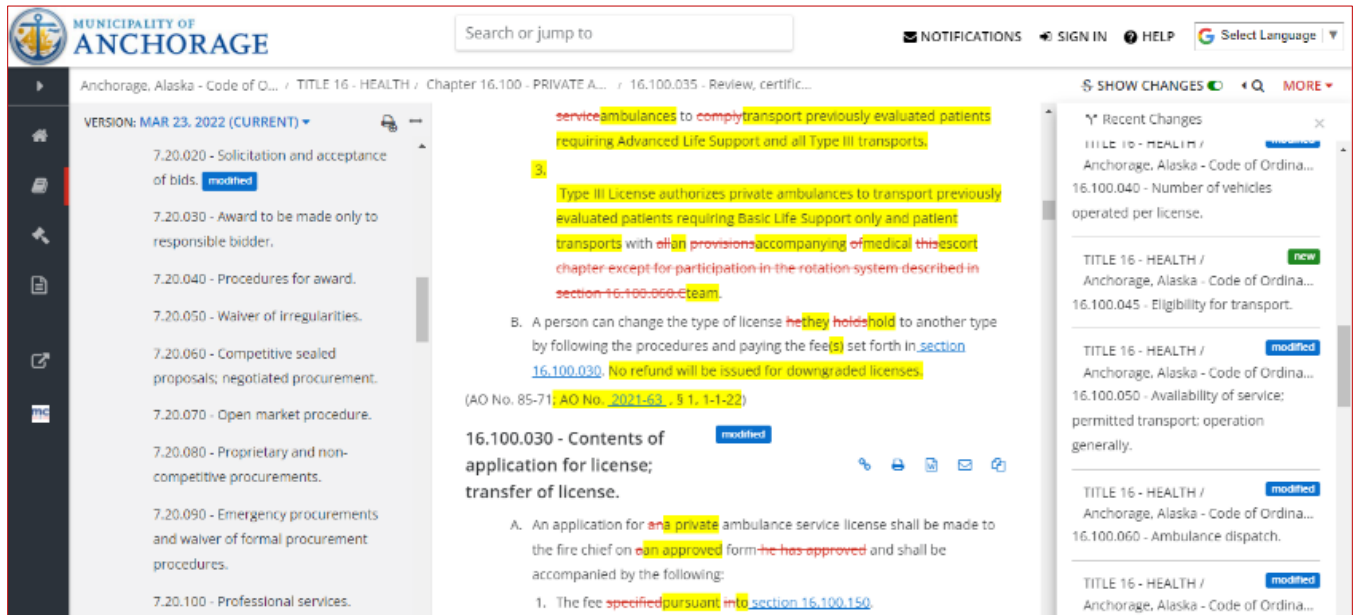 MUNICIPALITY OF
ANCHORAGE
Search or jump to
NOTIFICATIONS
SIGN IN
HELP
Select Language
Anchorage, Alaska - Code of O... / TITLE 16 - HEALTH / Chapter 16.100 - PRIVATE A... / 16.100.035 - Review, certific...
SHOW CHANGES
MORE
VERSION: MAR 23, 2022 (CURRENT)
7.20.020 - Solicitation and acceptance
of bids. modified
7.20.030 - Award to be made only to
responsible bidder.
7.20.040 - Procedures for award.
7.20.050 - Waiver of irregularities.
7.20.060 - Competitive sealed
proposals; negotiated procurement.
7.20.070 - Open market procedure.
7.20.080 - Proprietary and non-
competitive procurements.
7.20.090 - Emergency procurements
and waiver of formal procurement
procedures.
7.20.100 - Professional services.
mc
serviceambulances to complytransport previously evaluated patients
requiring Advanced Life Support and all Type III transports.
3,
Type III License authorizes private ambulances to transport previously
evaluated patients requiring Basic Life Support only and patient
transports with allan provisionsaccompanying ofmedical thisescort
chapter except for participation in the rotation system described in
section 16.100.060.Cteam.
B. A person can change the type of license hethey holdshold to another type
by following the procedures and paying the fee(s) set forth in section
16.100.030. No refund will be issued for downgraded licenses.
(AO No. 85-71; AO No. 2021-63 , § 1, 1-1-22)
16.100.030 - Contents of modified
application for license;
transfer of license.
A. An application for ana private ambulance service license shall be made to
the fire chief on aan approved form he has approved and shall be
accompanied by the following:
1. The fee specifiedpursuant into section 16.100.150.
Recent Changes
TITLE 16 - HEALTH / modified
Anchorage, Alaska - Code of Ordina...
16.100.040 - Number of vehicles
operated per license.
TITLE 16 - HEALTH / new
Anchorage, Alaska - Code of Ordina...
16.100.045 - Eligibility for transport.
TITLE 16 - HEALTH / modified
Anchorage, Alaska - Code of Ordina...
16.100.050 - Availability of service;
permitted transport; operation
generally.
TITLE 16 - HEALTH / modified
Anchorage, Alaska - Code of Ordina...
16.100.060 - Ambulance dispatch.
TITLE 16 - HEALTH / modified
Anchorage, Alaska - Code of Ordina...